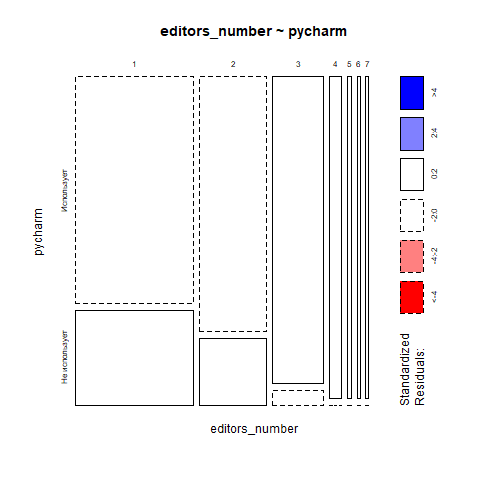 editors_number ~ pycharm
1 2 3 4 5 6 7
Использует
Не использует
pycharm
editors_number
>4
2:4
0:2
-2:0
-4:-2
<-4
Standardized
Residuals: